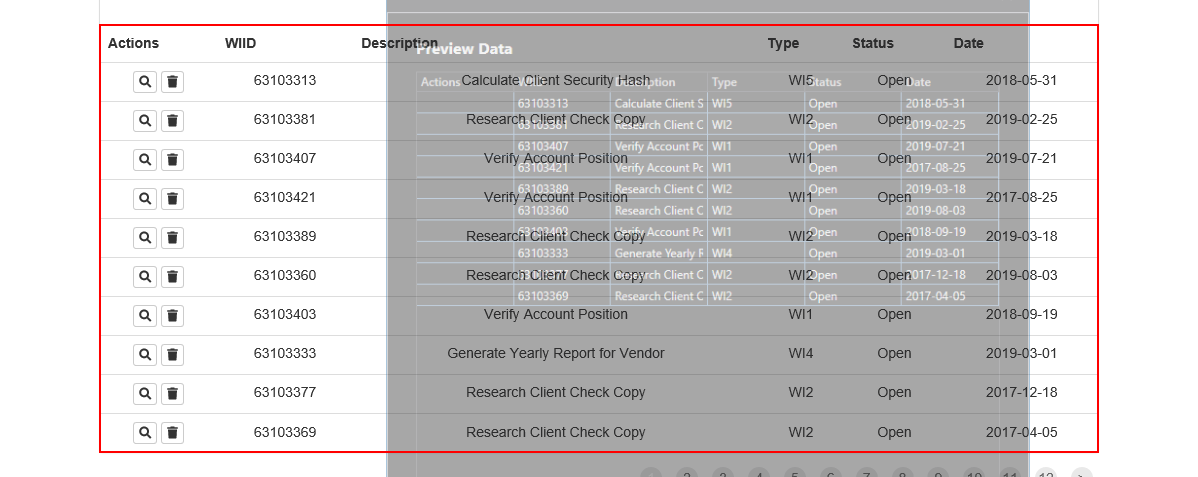 Actions WIID Description Type Status Date
Preview Data
63103313 Calculate Client Security Hash WI5 Open 2018-05-31
63103381 Research Client Check Copy WI2 Open 2019-02-25
63103407 Verify Account Position WI1 Open 2019-07-21
63103421 Verify Account Position WI1 Open 2017-08-25
63103389 Research Client Check Copy WI2 Open 2019-03-18
63103360 Research Client Check Copy WI2 Open 2019-08-03
63103403 Verify Account Position WI1 Open 2018-09-19
63103333 Generate Yearly Report for Vendor WI4 Open 2019-03-01
63103377 Research Client Check Copy WI2 Open 2017-12-18
63103369 Research Client Check Copy WI2 Open 2017-04-05
Actions Description Type Status Date
63103313 Calculate Client S WI5 Open 2018-05-31
63103381 Research Client C WI2 Open 2019-02-25
63103407 Verify Account Pc WI1 Open 2019-07-21
63103421 Verify Account Pc WI1 Open 2017-08-25
63103389 Research Client C WI2 Open 2019-03-18
63103360 Research Client C WI2 Open 2019-08-03
63103403 Verify Account Pc WI1 Open 2018-09-19
63103333 Generate Yearly F WI4 Open 2019-03-01
Research Client C WI2 Open 2017-12-18
63103369 Research Client C WI2 Open 2017-04-05
2 3 4 5 6 7 8 9 10 11 12 >